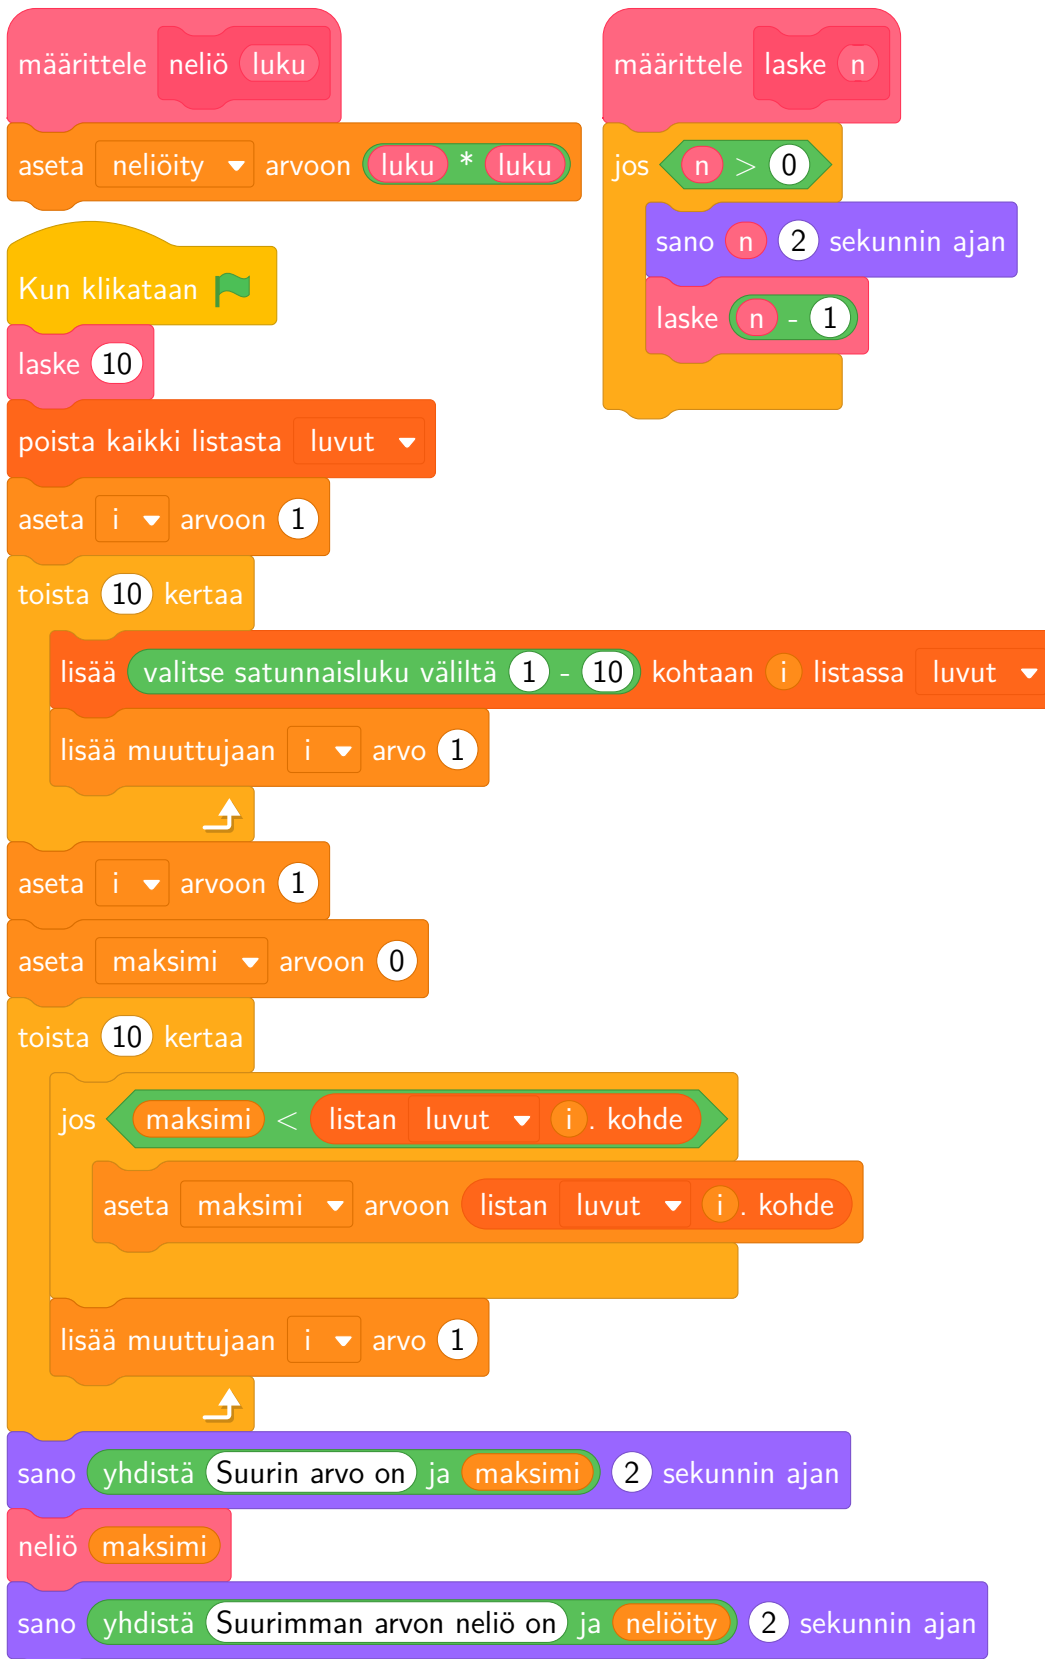 määrittele neliö luku
aseta neliöity arvoon luku * luku
Kun klikataan
laske 10
poista kaikki listasta luvut
aseta i arvoon 1
toista 10 kertaa
lisää valitse satunnaisluku väliltä 1 - 10 kohtaan i listassa luvut
lisää muuttujaan i arvo 1
aseta i arvoon 1
aseta maksimi arvoon 0
toista 10 kertaa
jos maksimi < listan luvut i . kohde
aseta maksimi arvoon listan luvut i . kohde
lisää muuttujaan i arvo 1
sano yhdistä Suurin arvo on ja maksimi 2 sekunnin ajan
neliö maksimi
sano yhdistä Suurimman arvon neliö on ja neliöity 2 sekunnin ajan
määrittele laske n
jos n > 0
sano n 2 sekunnin ajan
laske n - 1